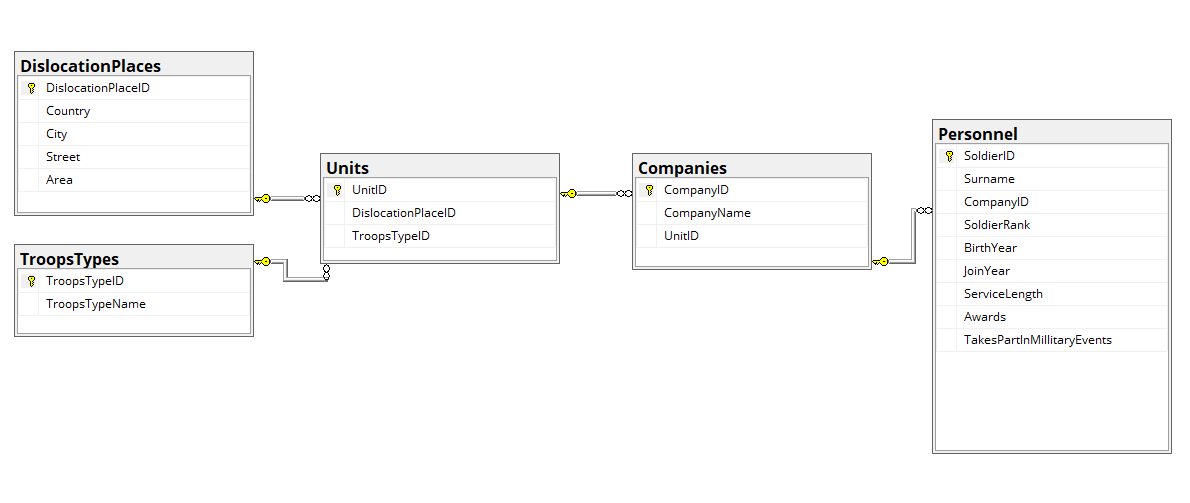 DislocationPlaces
DislocationPlaceID
Country
City
Street
Area
TroopsTypes
TroopsTypeID
TroopsTypeName
Units
UnitID
DislocationPlaceID
TroopsTypeID
Companies
CompanyID
CompanyName
UnitID
Personnel
SoldierID
Surname
CompanyID
SoldierRank
BirthYear
JoinYear
ServiceLength
Awards
TakesPartInMillitaryEvents